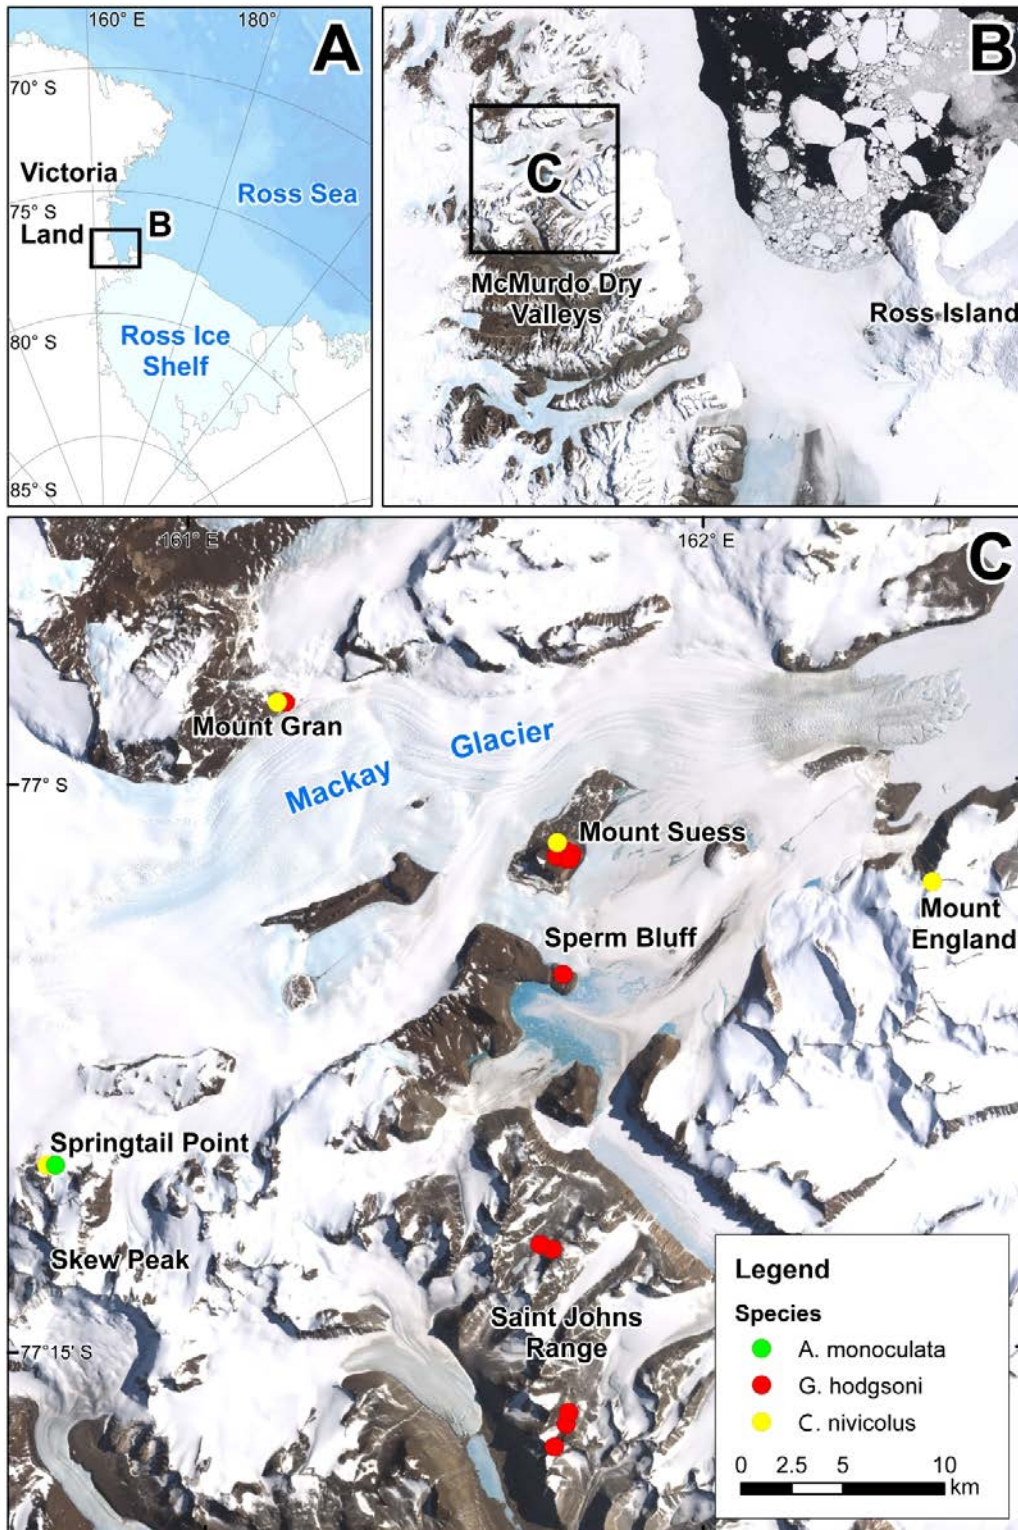 160° E
180°
A
70° S
Victoria
75° S
Land
B
Ross Sea
80° S
Ross Ice
Shelf
85° S
B
C
McMurdo Dry
Valleys
Ross Island
161° E
162° E
C
Mount Gran
Mackay Glacier
77° S
Mount Suess
Mount
England
Sperm Bluff
Springtail Point
Skew Peak
Saint Johns
Range
77°15' S
Legend
Species
A. monoculata
G. hodgsoni
C. nivicolus
0 2.5 5 10
km